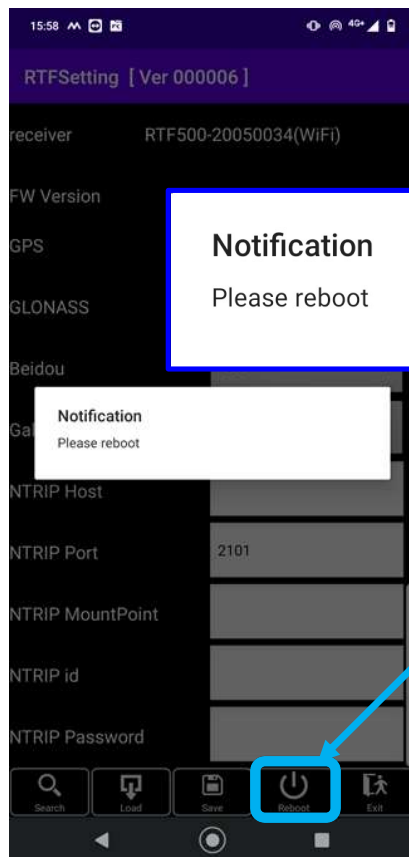 15:58
4G+
RTFSetting [ Ver 000006 ]
receiver RTF500-20050034(WiFi)
FW Version
GPS
Notification
Please reboot
GLONASS
Beidou
Notification
Please reboot
NTRIP Host
NTRIP Port 2101
NTRIP MountPoint
NTRIP id
NTRIP Password
Search Load Save Reboot Exit